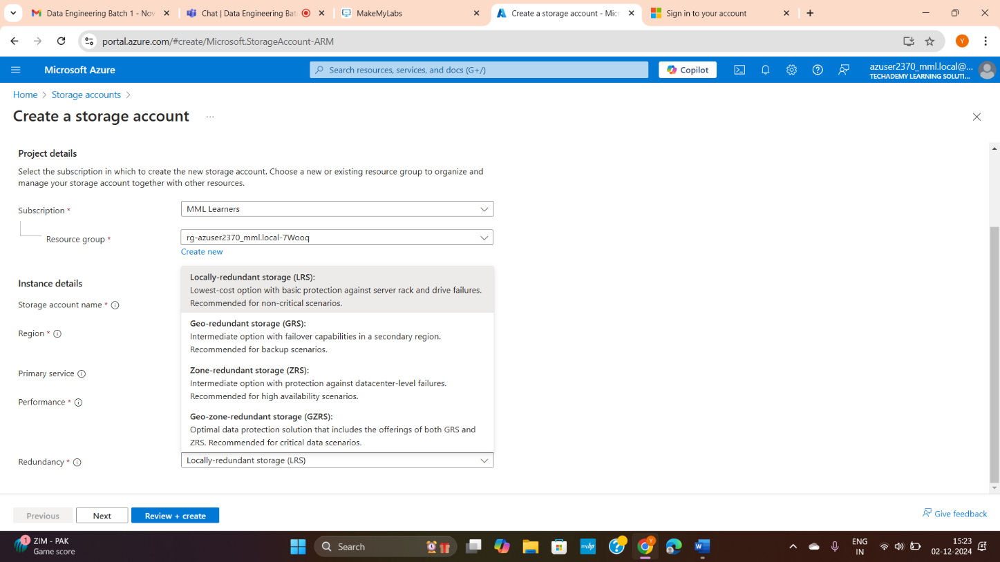 Data Engineering Batch 1 - Nov
Chat | Data Engineering Bat
MakeMyLabs
Create a storage account - Micr
Sign in to your account
portal.azure.com/#create/Microsoft.StorageAccount-ARM
Y
Microsoft Azure
Search resources, services, and docs (G+/)
Copilot
azuser2370_mml.local@...
TECHADEMY LEARNING SOLUTI...
Home > Storage accounts >
Create a storage account ...
Project details
Select the subscription in which to create the new storage account. Choose a new or existing resource group to organize and
manage your storage account together with other resources.
Subscription *
MML Learners
Resource group *
rg-azuser2370_mml.local-7Wooq
Create new
Instance details
Storage account name *
Region *
Primary service
Performance *
Locally-redundant storage (LRS):
Lowest-cost option with basic protection against server rack and drive failures.
Recommended for non-critical scenarios.
Geo-redundant storage (GRS):
Intermediate option with failover capabilities in a secondary region.
Recommended for backup scenarios.
Zone-redundant storage (ZRS):
Intermediate option with protection against datacenter-level failures.
Recommended for high availability scenarios.
Geo-zone-redundant storage (GZRS):
Optimal data protection solution that includes the offerings of both GRS and
ZRS. Recommended for critical data scenarios.
Redundancy *
Locally-redundant storage (LRS)
Previous
Next
Review + create
Give feedback
1
ZIM - PAK
Game score
Search
myhp
Y
W
ENG
IN
15:23
02-12-2024